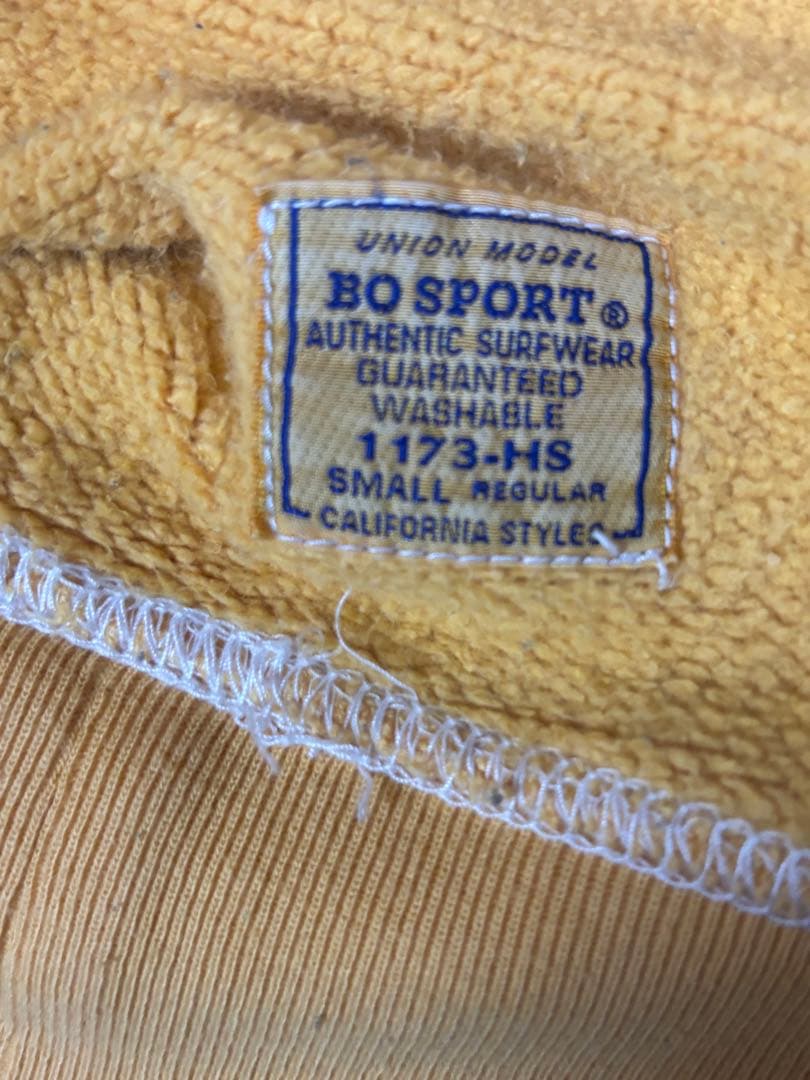 UNION MODEL
BO SPORT®
AUTHENTIC SURFWEAR
GUARANTEED
WASHABLE
1173-HS
SMALL REGULAR
CALIFORNIA STYLES